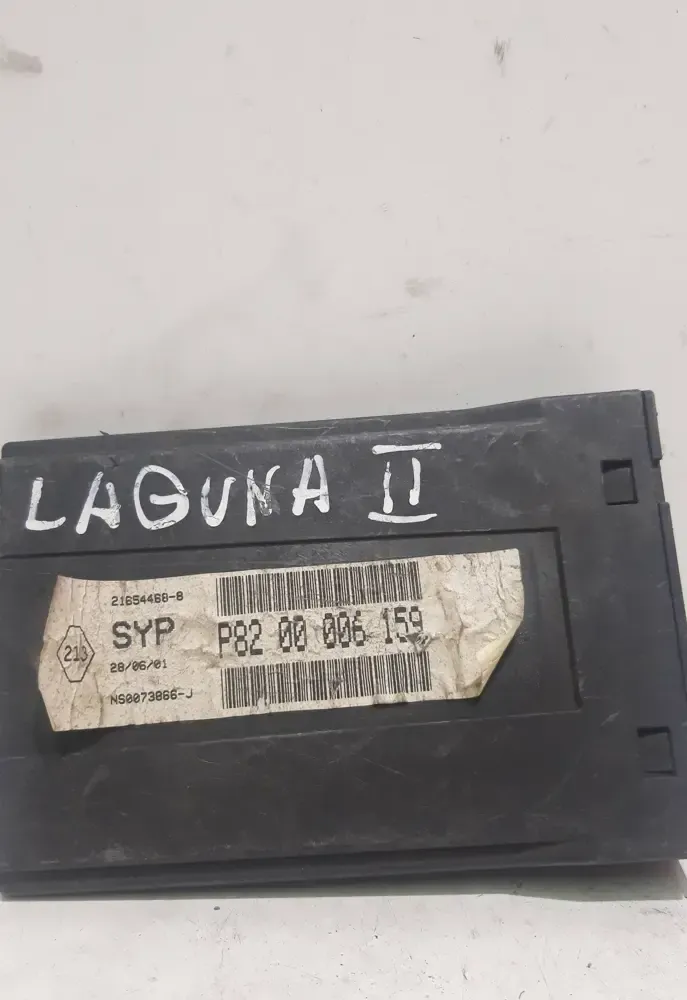 LAGUNA II
21654468-8
213
SYP
P82 00 006 159
28/06/01
NS0073866-J